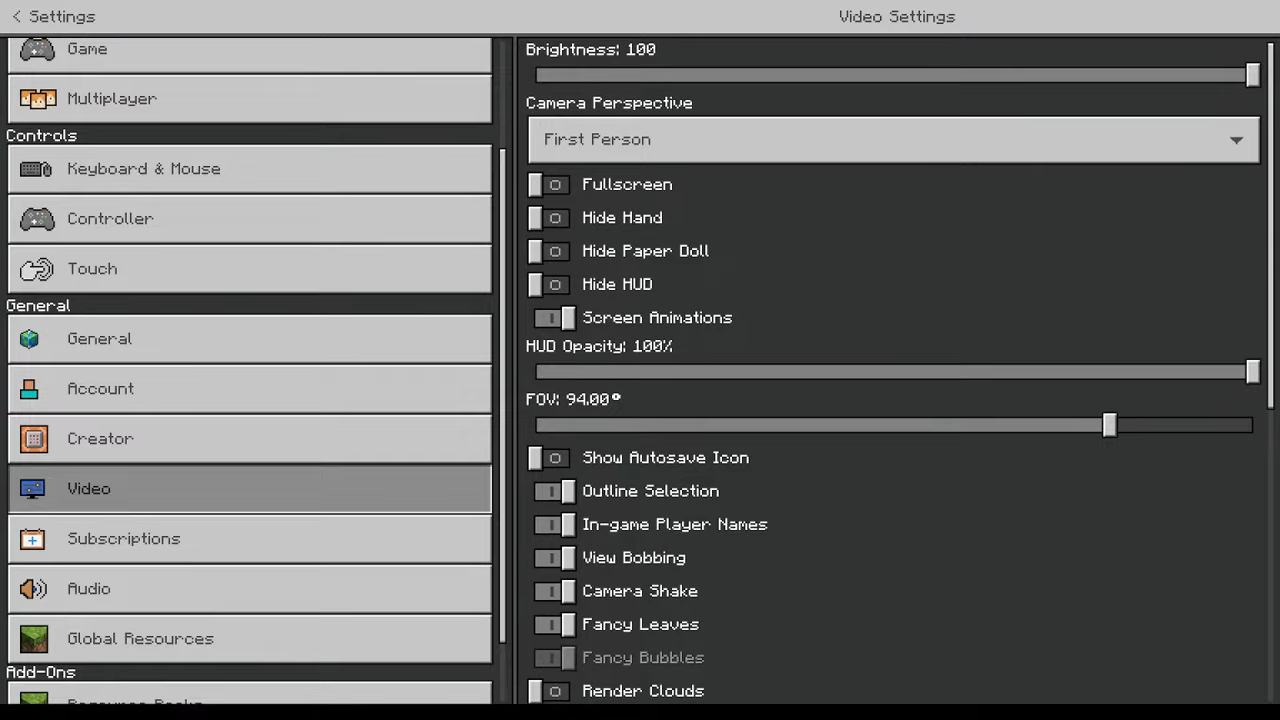 Settings
Video Settings
Game
Multiplayer
Controls
Keyboard & Mouse
Controller
Touch
General
General
Account
Creator
Video
Subscriptions
Audio
Global Resources
Add-Ons
Resource Packs
Brightness: 100
Camera Perspective
First Person
Fullscreen
Hide Hand
Hide Paper Doll
Hide HUD
Screen Animations
HUD Opacity: 100%
FOV: 94.00°
Show Autosave Icon
Outline Selection
In-game Player Names
View Bobbing
Camera Shake
Fancy Leaves
Fancy Bubbles
Render Clouds